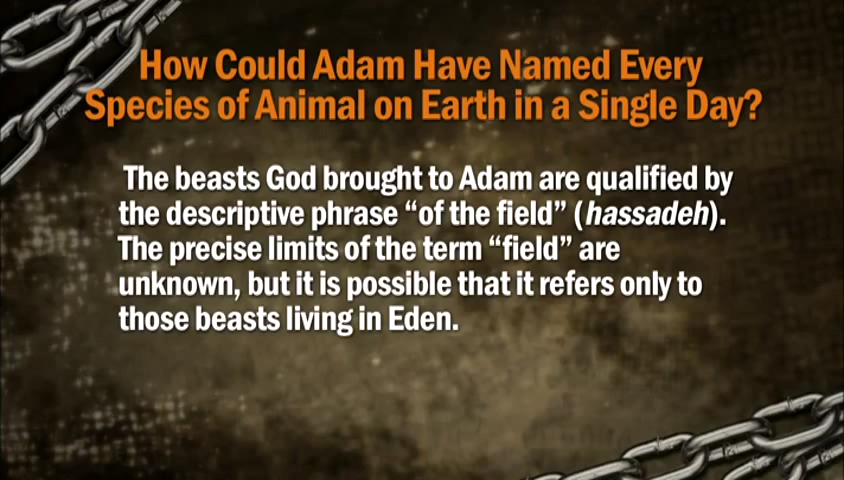 How Could Adam Have Named Every
Species of Animal on Earth in a Single Day?
The beasts God brought to Adam are qualified by
the descriptive phrase “of the field” (hassadeh).
The precise limits of the term “field” are
unknown, but it is possible that it refers only to
those beasts living in Eden.